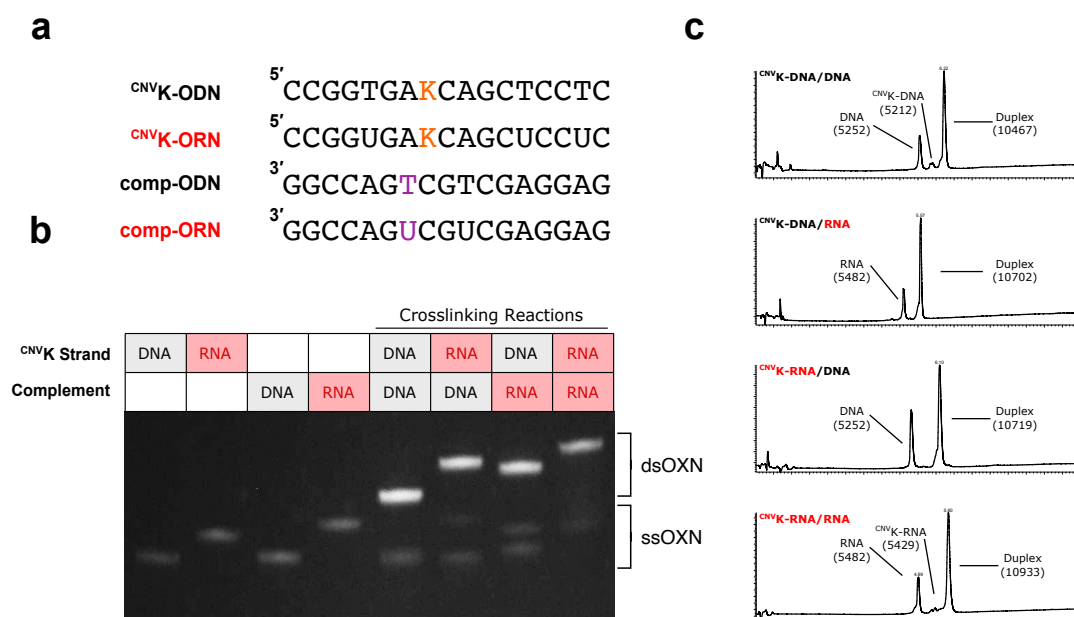 a
CNVK-ODN 5′CCGGTGAKCAGCTCCTC
CNVK-ORN 5′CCGGUGAKCAGCUCCUC
comp-ODN 3′GGCCAGTCGTCGAGGAG
comp-ORN 3′GGCCAGUCGUCGAGGAG
b
Crosslinking Reactions
CNVK Strand DNA RNA DNA RNA DNA RNA
Complement DNA RNA DNA DNA RNA RNA
dsOXN
ssOXN
c
CNVK-DNA/DNA
DNA
(5252)
CNVK-DNA
(5212)
Duplex
(10467)
CNVK-DNA/RNA
RNA
(5482)
Duplex
(10702)
CNVK-RNA/DNA
DNA
(5252)
6.10
Duplex
(10719)
CNVK-RNA/RNA
RNA
(5482)
CNVK-RNA
(5429)
Duplex
(10933)